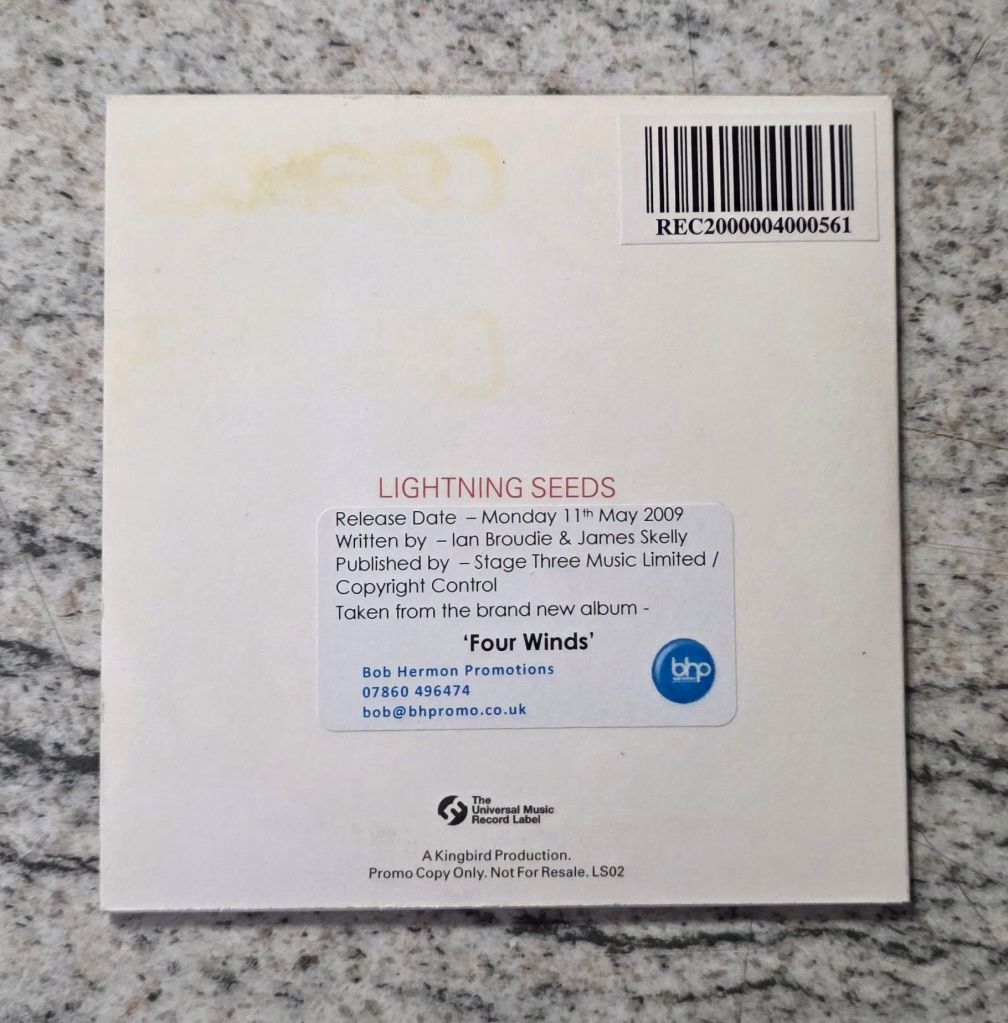 REC2000004000561
LIGHTNING SEEDS
Release Date – Monday 11th May 2009
Written by – Ian Broudie & James Skelly
Published by – Stage Three Music Limited /
Copyright Control
Taken from the brand new album -
‘Four Winds’
Bob Hermon Promotions
07860 496474
bob@bhpromo.co.uk
bhp
The
Universal Music
Record Label
A Kingbird Production.
Promo Copy Only. Not For Resale. LS02